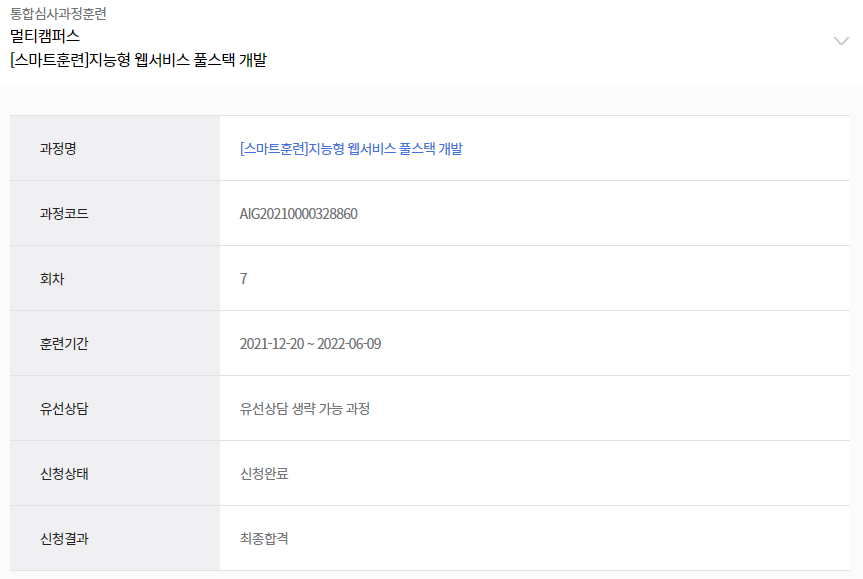 통합심사과정훈련
멀티캠퍼스
[스마트훈련]지능형 웹서비스 풀스택 개발
과정명 [스마트훈련]지능형 웹서비스 풀스택 개발
과정코드 AIG20210000328860
회차 7
훈련기간 2021-12-20 ~ 2022-06-09
유선상담 유선상담 생략 가능 과정
신청상태 신청완료
신청결과 최종합격